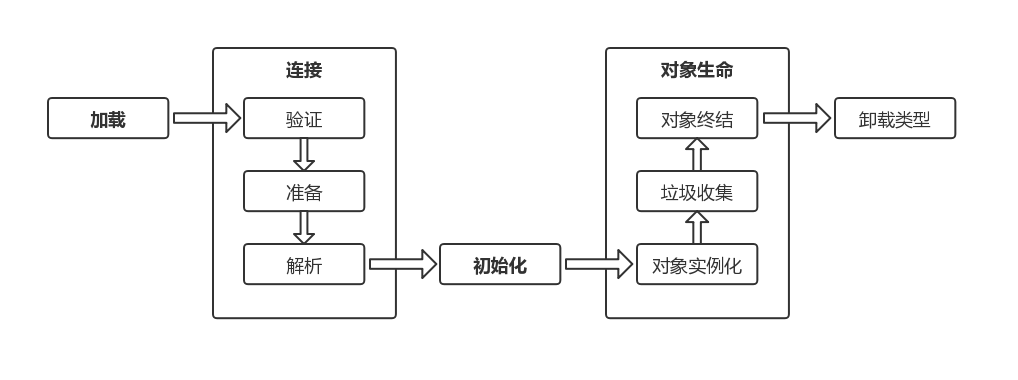 加载
连接
验证
准备
解析
初始化
对象生命
对象终结
垃圾收集
对象实例化
卸载类型